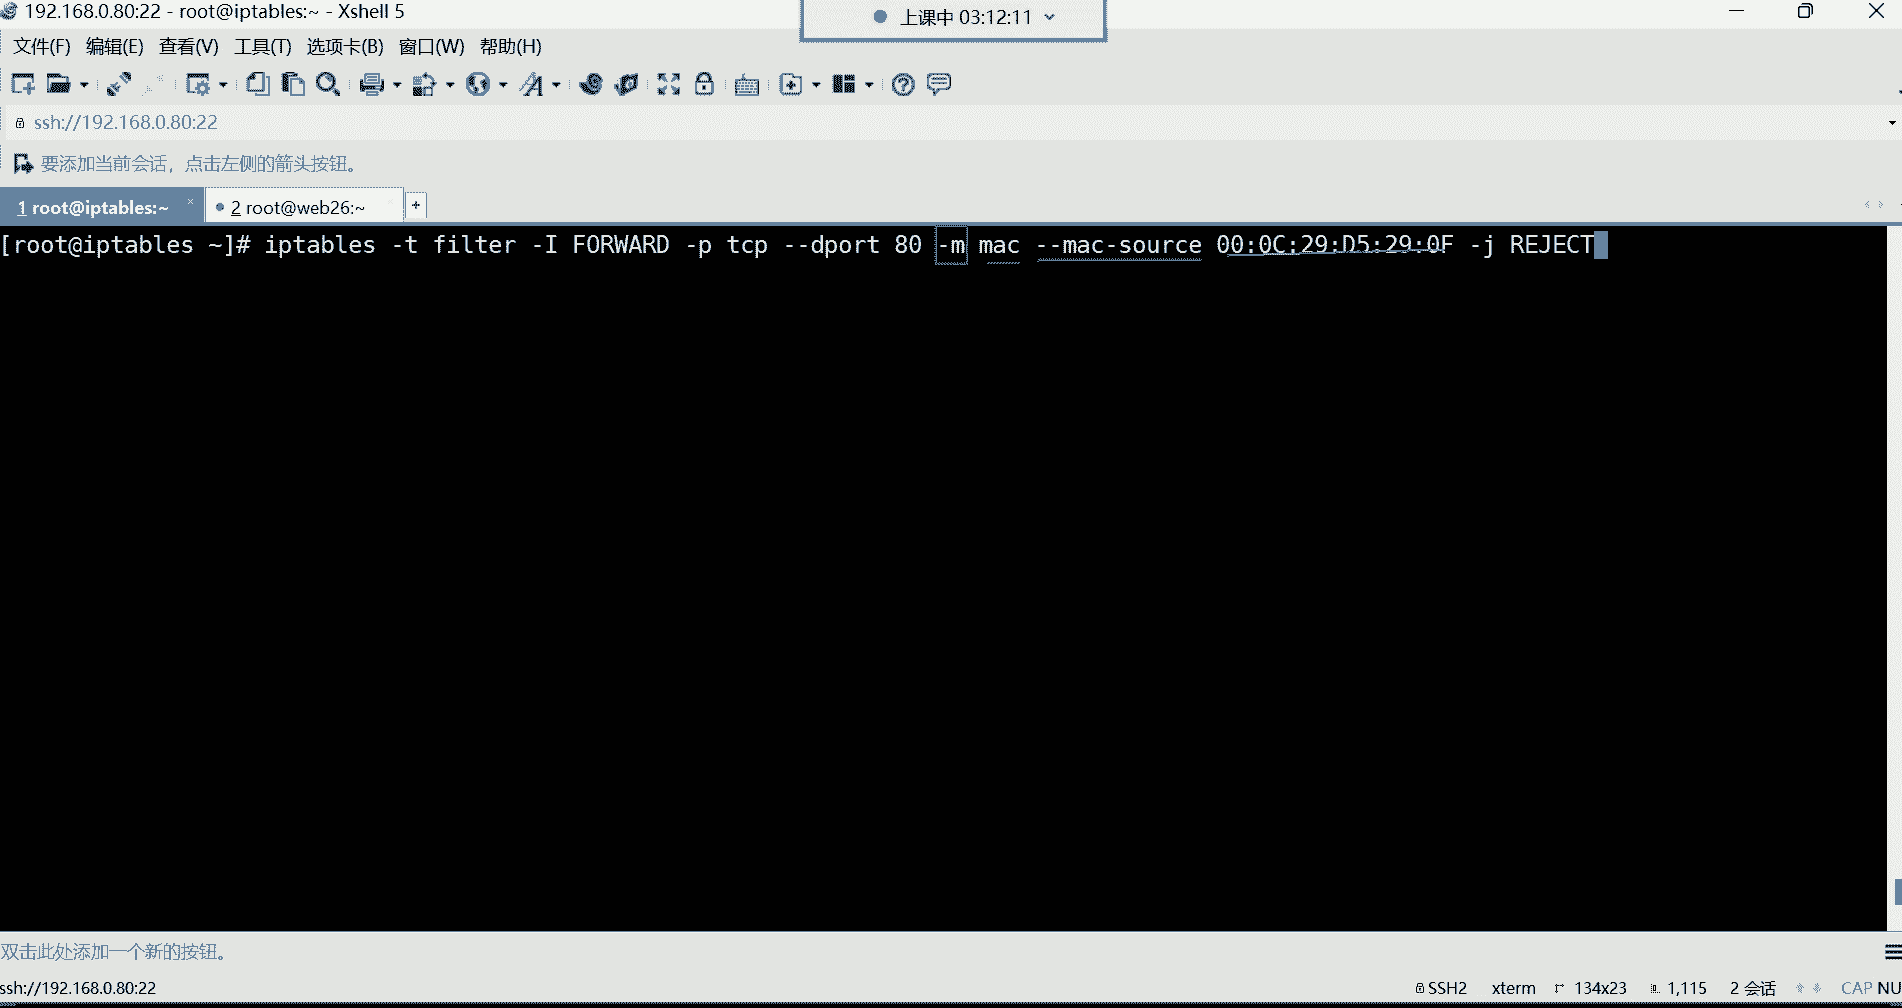 192.168.0.80:22 - root@iptables:~ - Xshell 5
上课中 03:12:11
文件(F) 编辑(E) 查看(V) 工具(T) 选项卡(B) 窗口(W) 帮助(H)
ssh://192.168.0.80:22
要添加当前会话，点击左侧的箭头按钮。
1 root@iptables:~ × 2 root@web26:~ +
[root@iptables ~]# iptables -t filter -I FORWARD -p tcp --dport 80 -m mac --mac-source 00:0C:29:D5:29:0F -j REJECT
双击此处添加一个新的按钮。
ssh://192.168.0.80:22 SSH2 xterm 134x23 1,115 2 会话 CAP NU